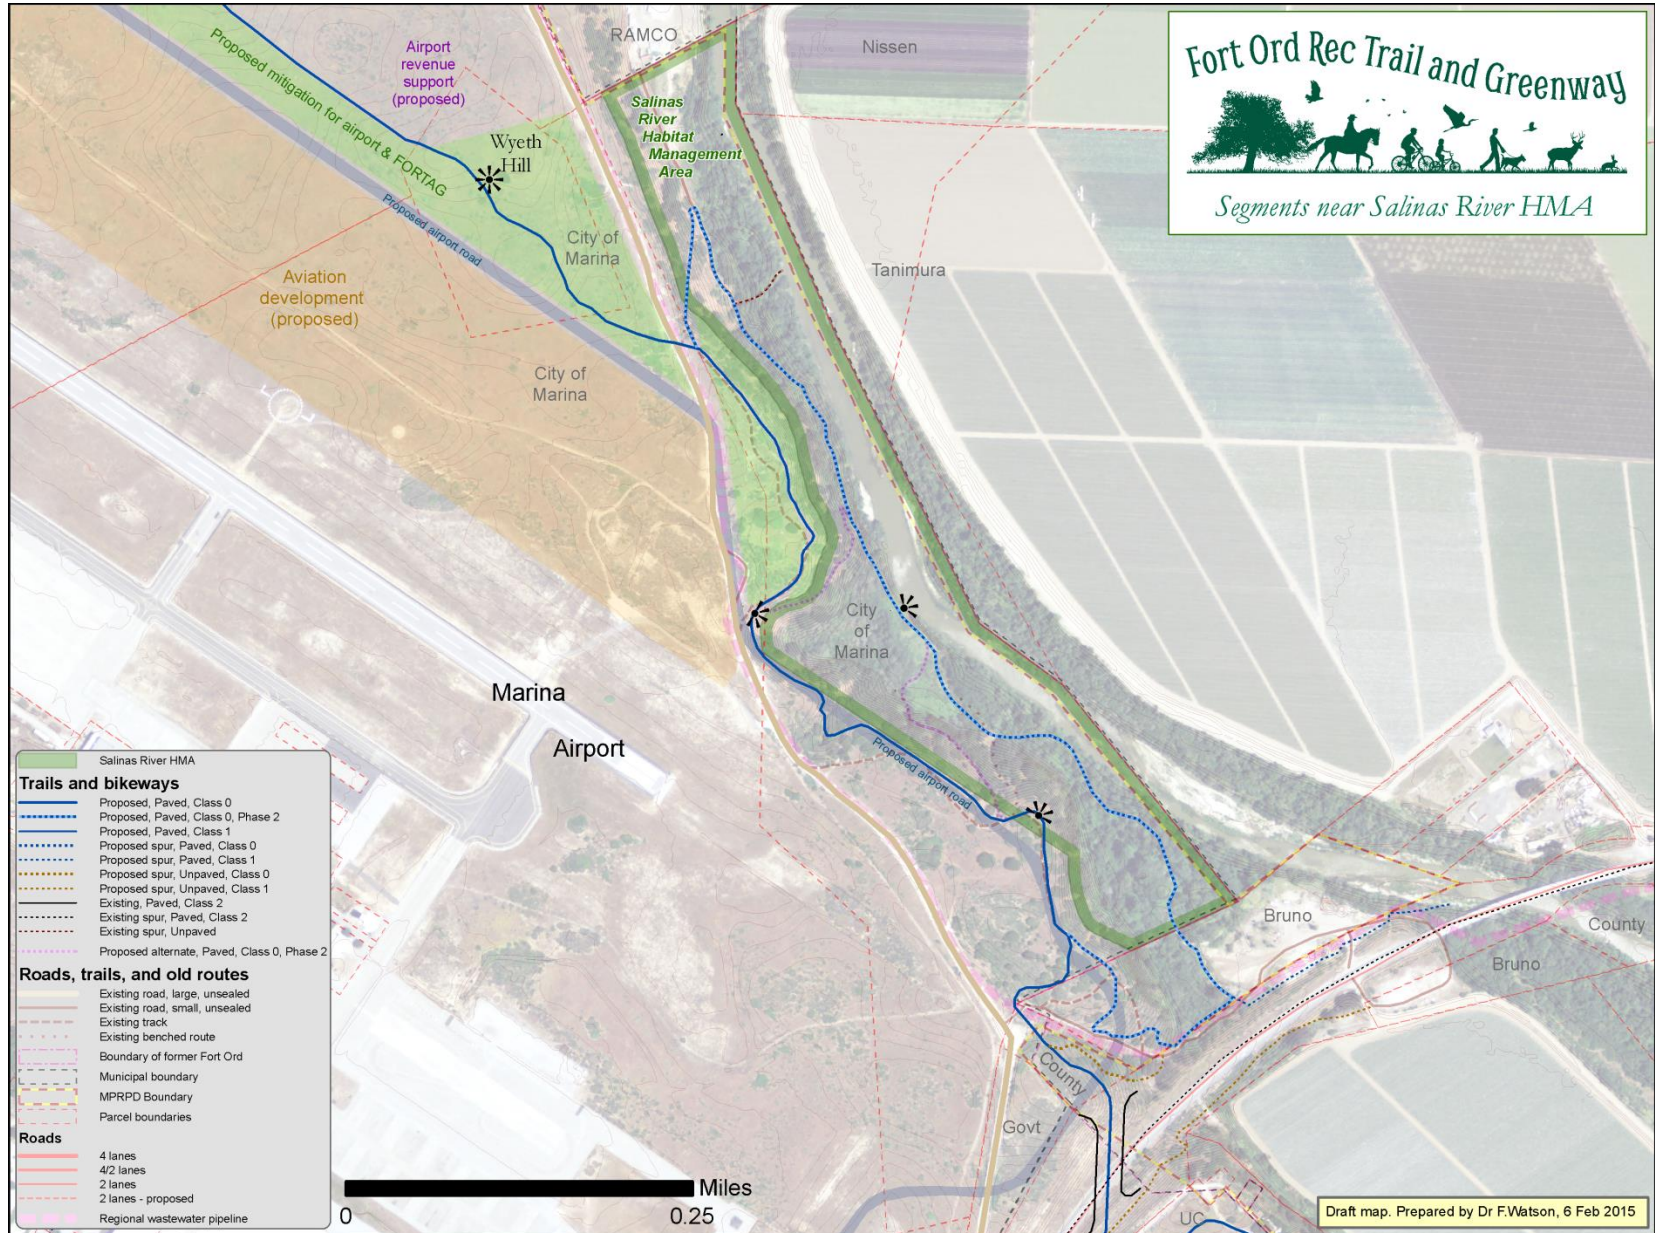 RAMCO
Nissen
Airport
revenue
support
(proposed)
Fort Ord Rec Trail and Greenway
Segments near Salinas River HMA
Proposed mitigation for airport & FORTAG
Salinas
River
Habitat
Management
Area
Wyeth
Hill
City of
Marina
Proposed airport road
Tanimura
Aviation
development
(proposed)
City of
Marina
City
of
Marina
Marina
Airport
Proposed airport road
Bruno
County
Bruno
County
Govt
UC
Salinas River HMA
Trails and bikeways
Proposed, Paved, Class 0
Proposed, Paved, Class 0, Phase 2
Proposed, Paved, Class 1
Proposed spur, Paved, Class 0
Proposed spur, Paved, Class 1
Proposed spur, Unpaved, Class 0
Proposed spur, Unpaved, Class 1
Existing, Paved, Class 2
Existing spur, Paved, Class 2
Existing spur, Unpaved
Proposed alternate, Paved, Class 0, Phase 2
Roads, trails, and old routes
Existing road, large, unsealed
Existing road, small, unsealed
Existing track
Existing benched route
Boundary of former Fort Ord
Municipal boundary
MPRPD Boundary
Parcel boundaries
Roads
4 lanes
4/2 lanes
2 lanes
2 lanes - proposed
Regional wastewater pipeline
Miles
0 0.25
Draft map. Prepared by Dr F.Watson, 6 Feb 2015